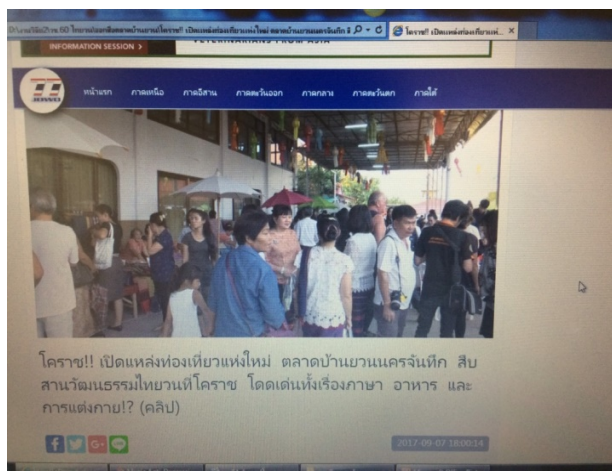 INFORMATION SESSION >
VETERINARIANS FROM ASIA
หน้าแรก ภาคเหนือ ภาคอีสาน ภาคตะวันออก ภาคกลาง ภาคตะวันตก ภาคใต้
โคราช!! เปิดแหล่งท่องเที่ยวแห่งใหม่ ตลาดบ้านยวนนครจันทึก สืบ
สานวัฒนธรรมไทยวนที่โคราช โดดเด่นทั้งเรื่องภาษา อาหาร และ
การแต่งกาย!? (คลิป)
2017-09-07 18:00:14